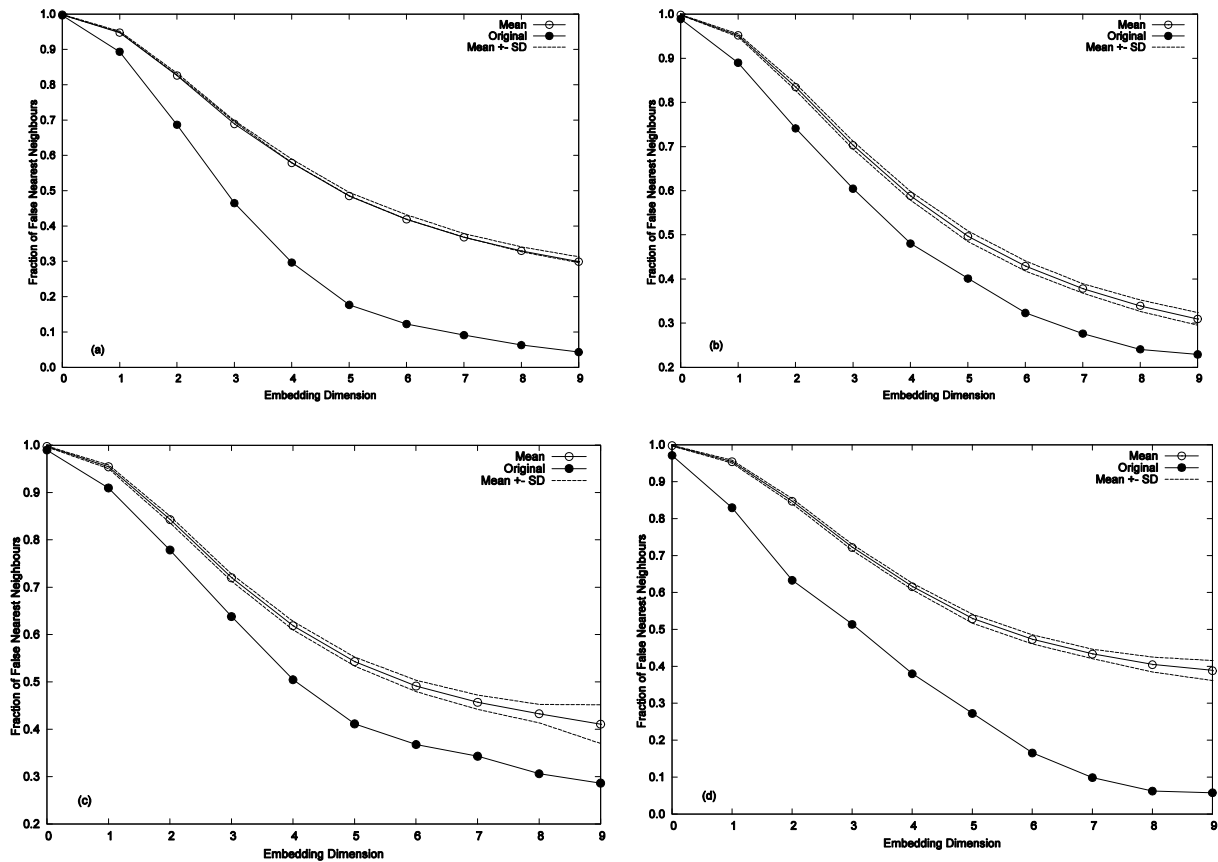 1.0
0.9
0.8
0.7
0.6
0.5
0.4
0.3
0.2
0.1
0.0
Fraction of False Nearest Neighbours
Mean
Original
Mean +- SD
(a)
0 1 2 3 4 5 6 7 8 9
Embedding Dimension
1.0
0.9
0.8
0.7
0.6
0.5
0.4
0.3
0.2
Fraction of False Nearest Neighbours
Mean
Original
Mean +- SD
(b)
0 1 2 3 4 5 6 7 8 9
Embedding Dimension
1.0
0.9
0.8
0.7
0.6
0.5
0.4
0.3
0.2
Fraction of False Nearest Neighbours
Mean
Original
Mean +- SD
(c)
0 1 2 3 4 5 6 7 8 9
Embedding Dimension
1.0
0.9
0.8
0.7
0.6
0.5
0.4
0.3
0.2
0.1
0.0
Fraction of False Nearest Neighbours
Mean
Original
Mean +- SD
(d)
0 1 2 3 4 5 6 7 8 9
Embedding Dimension